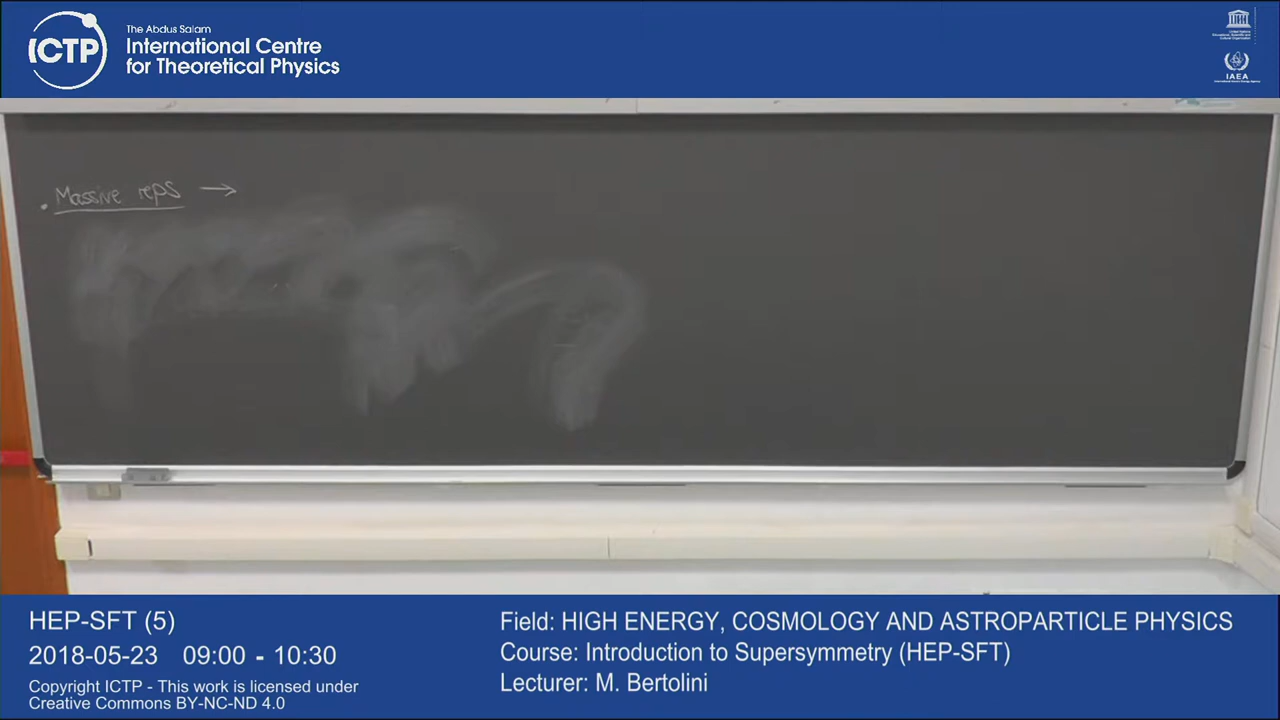 The Abdus Salam
ICTP
International Centre
for Theoretical Physics
IAEA
. Massive reps →
HEP-SFT (5)
2018-05-23 09:00 - 10:30
Copyright ICTP - This work is licensed under
Creative Commons BY-NC-ND 4.0
Field: HIGH ENERGY, COSMOLOGY AND ASTROPARTICLE PHYSICS
Course: Introduction to Supersymmetry (HEP-SFT)
Lecturer: M. Bertolini